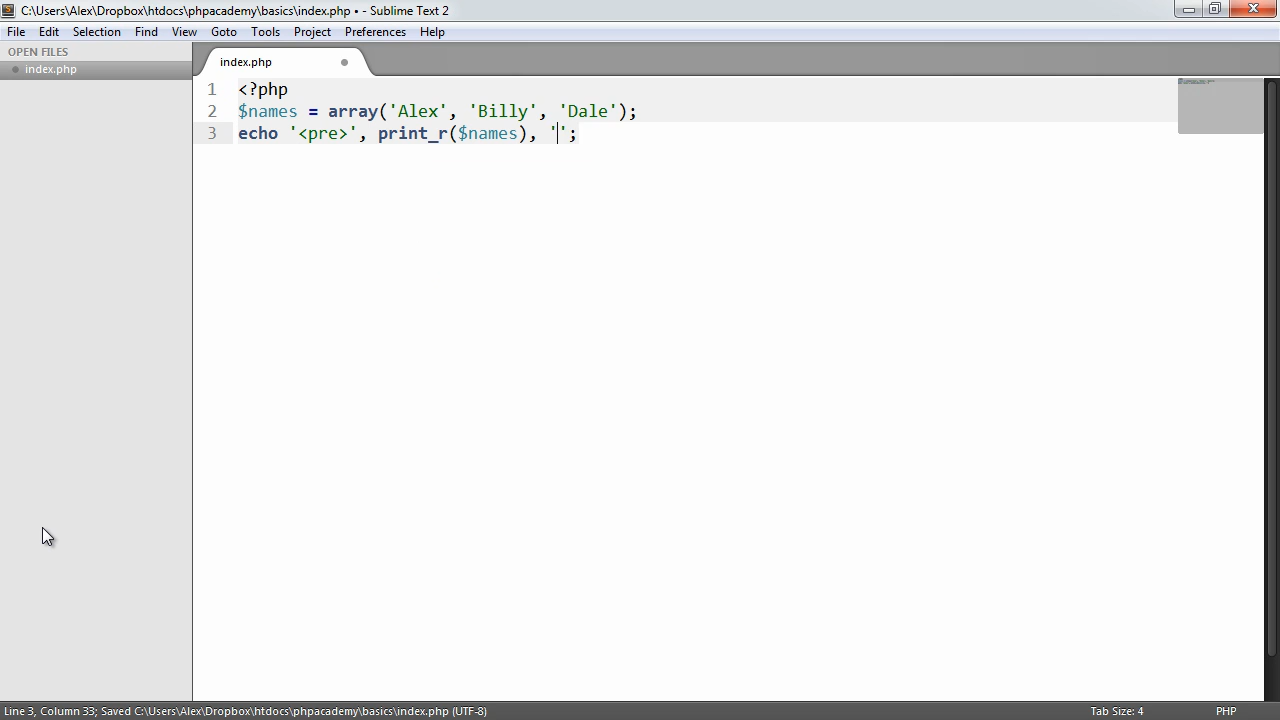 C:\Users\Alex\Dropbox\htdocs\phpacademy\basics\index.php • - Sublime Text 2
File Edit Selection Find View Goto Tools Project Preferences Help
OPEN FILES
index.php
index.php
1 <?php
2 $names = array('Alex', 'Billy', 'Dale');
3 echo '<pre>', print_r($names), '';
Line 3, Column 33; Saved C:\Users\Alex\Dropbox\htdocs\phpacademy\basics\index.php (UTF-8)
Tab Size: 4
PHP